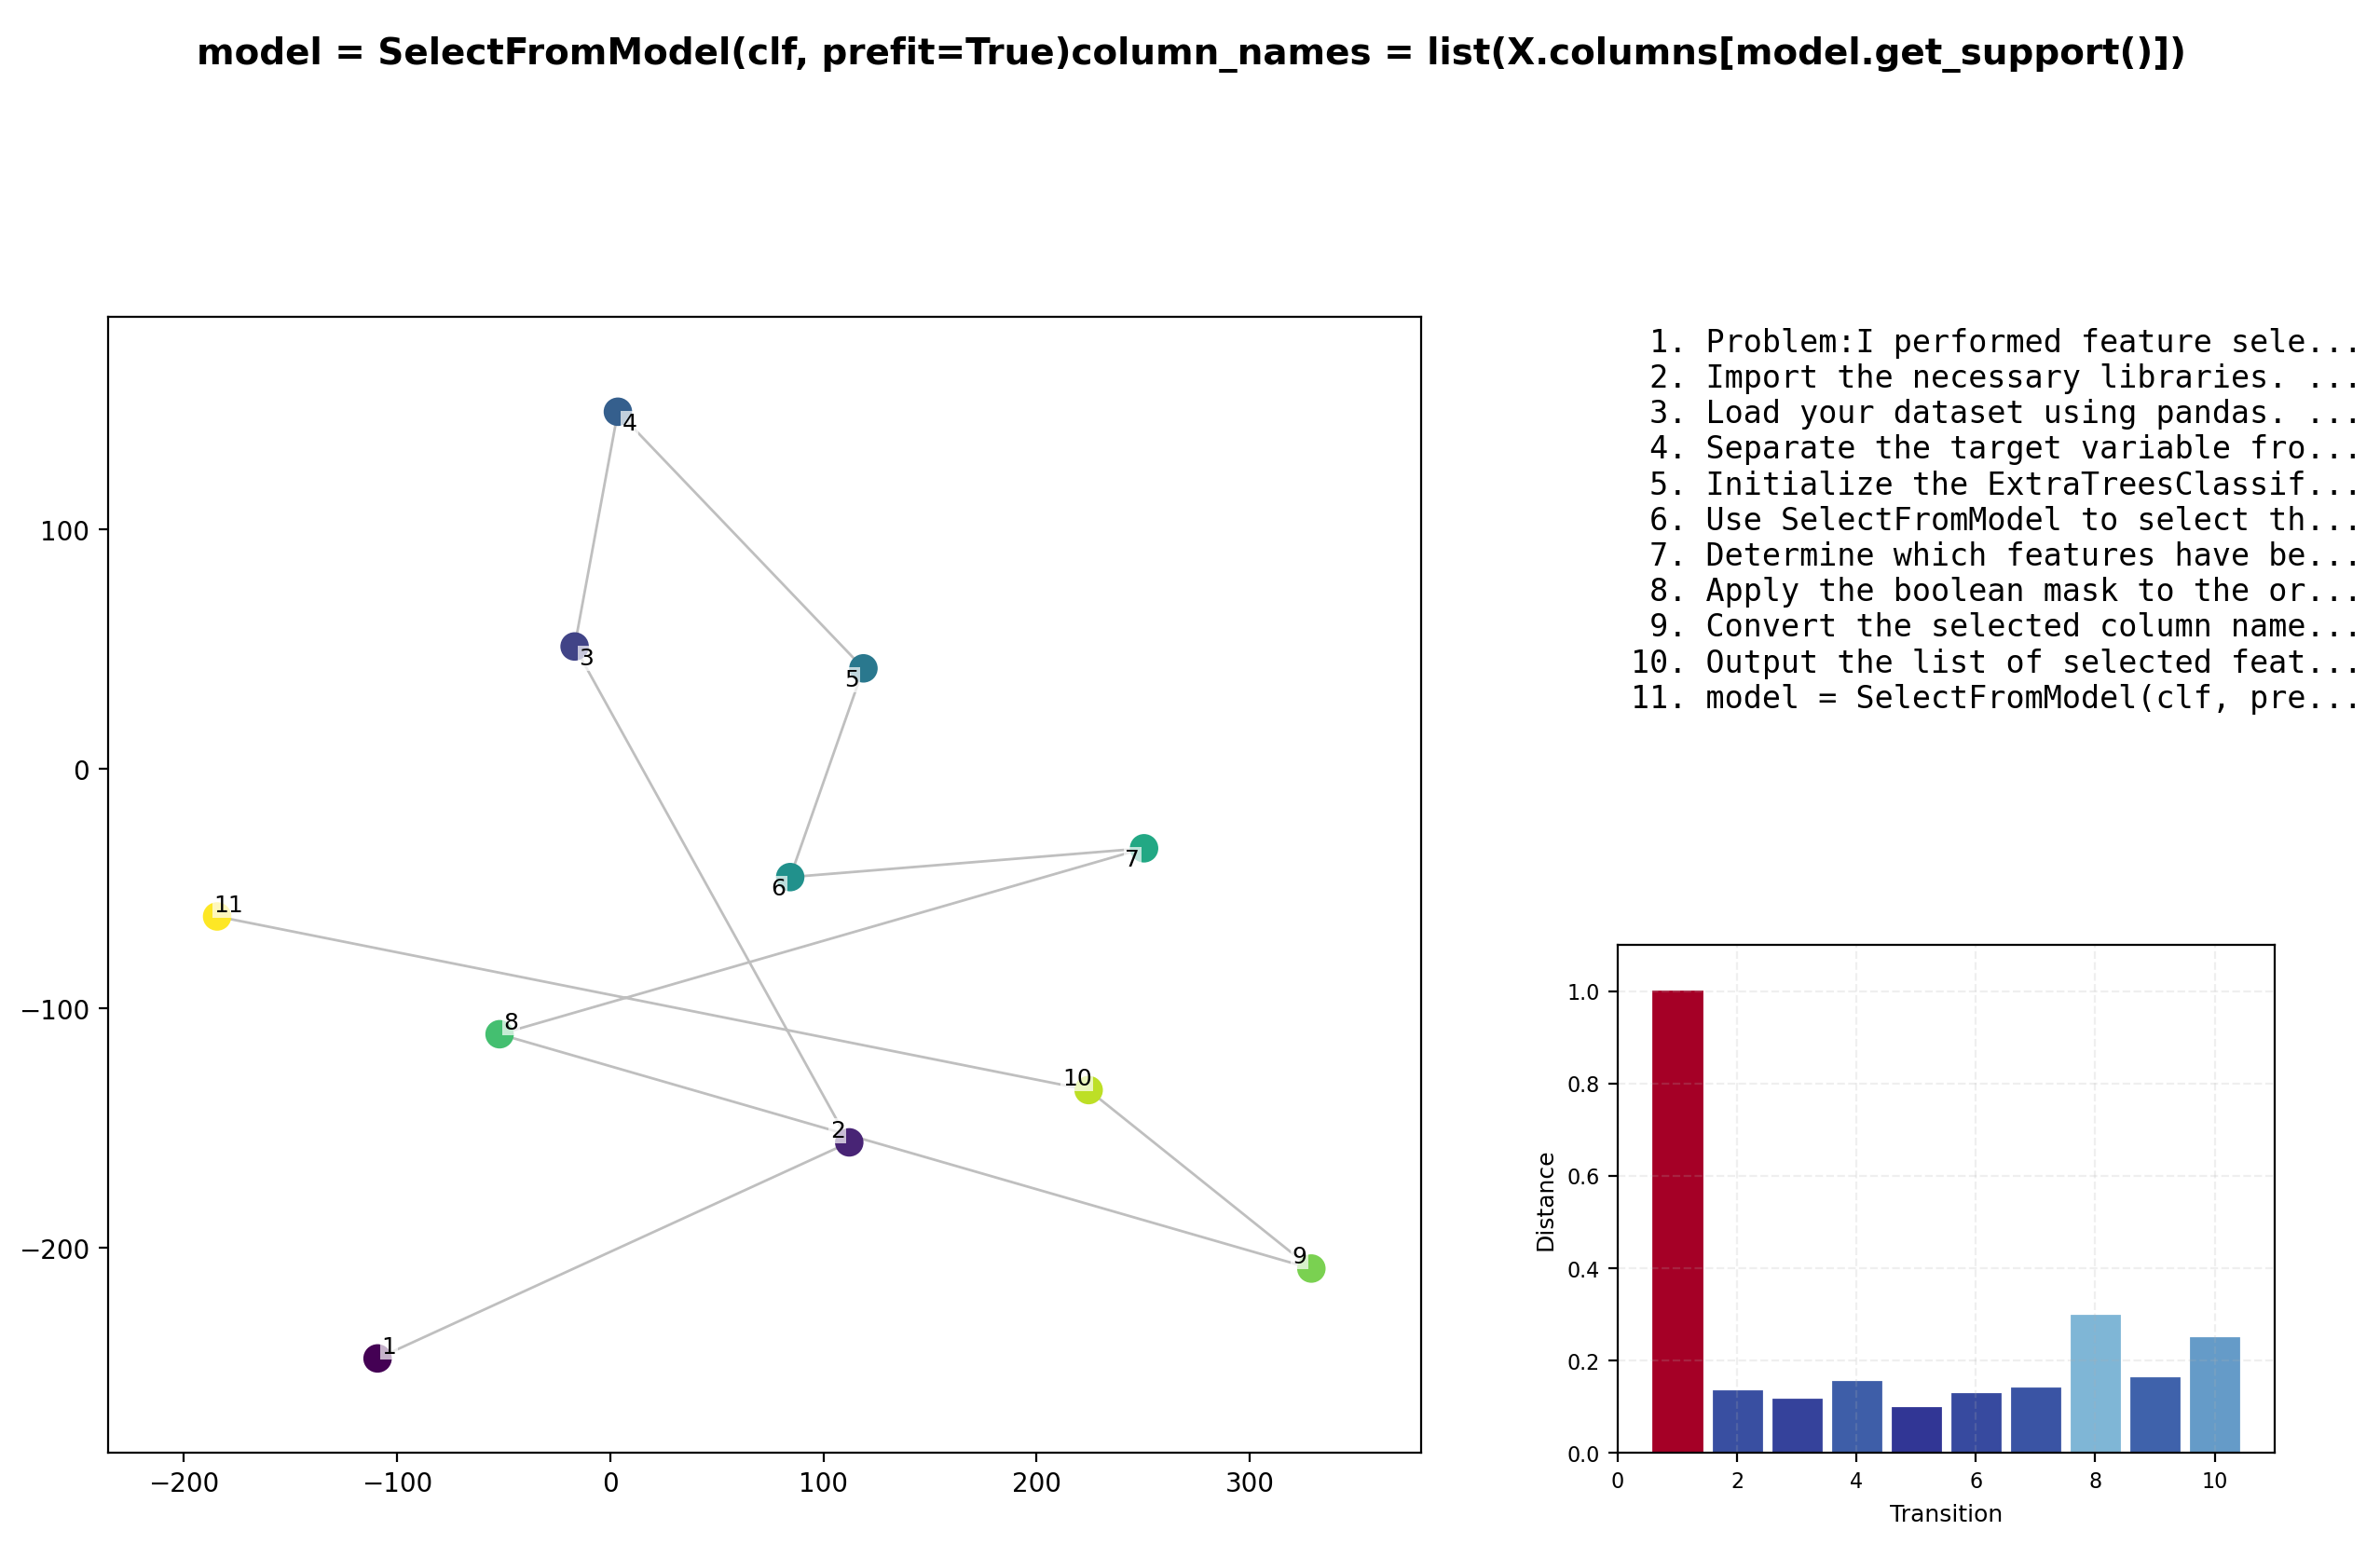 model = SelectFromModel(clf, prefit=True)column_names = list(X.columns[model.get_support()])
100
0
−100
−200
−200
−100
0
100
200
300
1
2
3
4
5
6
7
8
9
10
11
1. Problem:I performed feature sele...
2. Import the necessary libraries. ...
3. Load your dataset using pandas. ...
4. Separate the target variable fro...
5. Initialize the ExtraTreesClassif...
6. Use SelectFromModel to select th...
7. Determine which features have be...
8. Apply the boolean mask to the or...
9. Convert the selected column name...
10. Output the list of selected feat...
11. model = SelectFromModel(clf, pre...
Distance
1.0
0.8
0.6
0.4
0.2
0.0
0
2
4
6
8
10
Transition